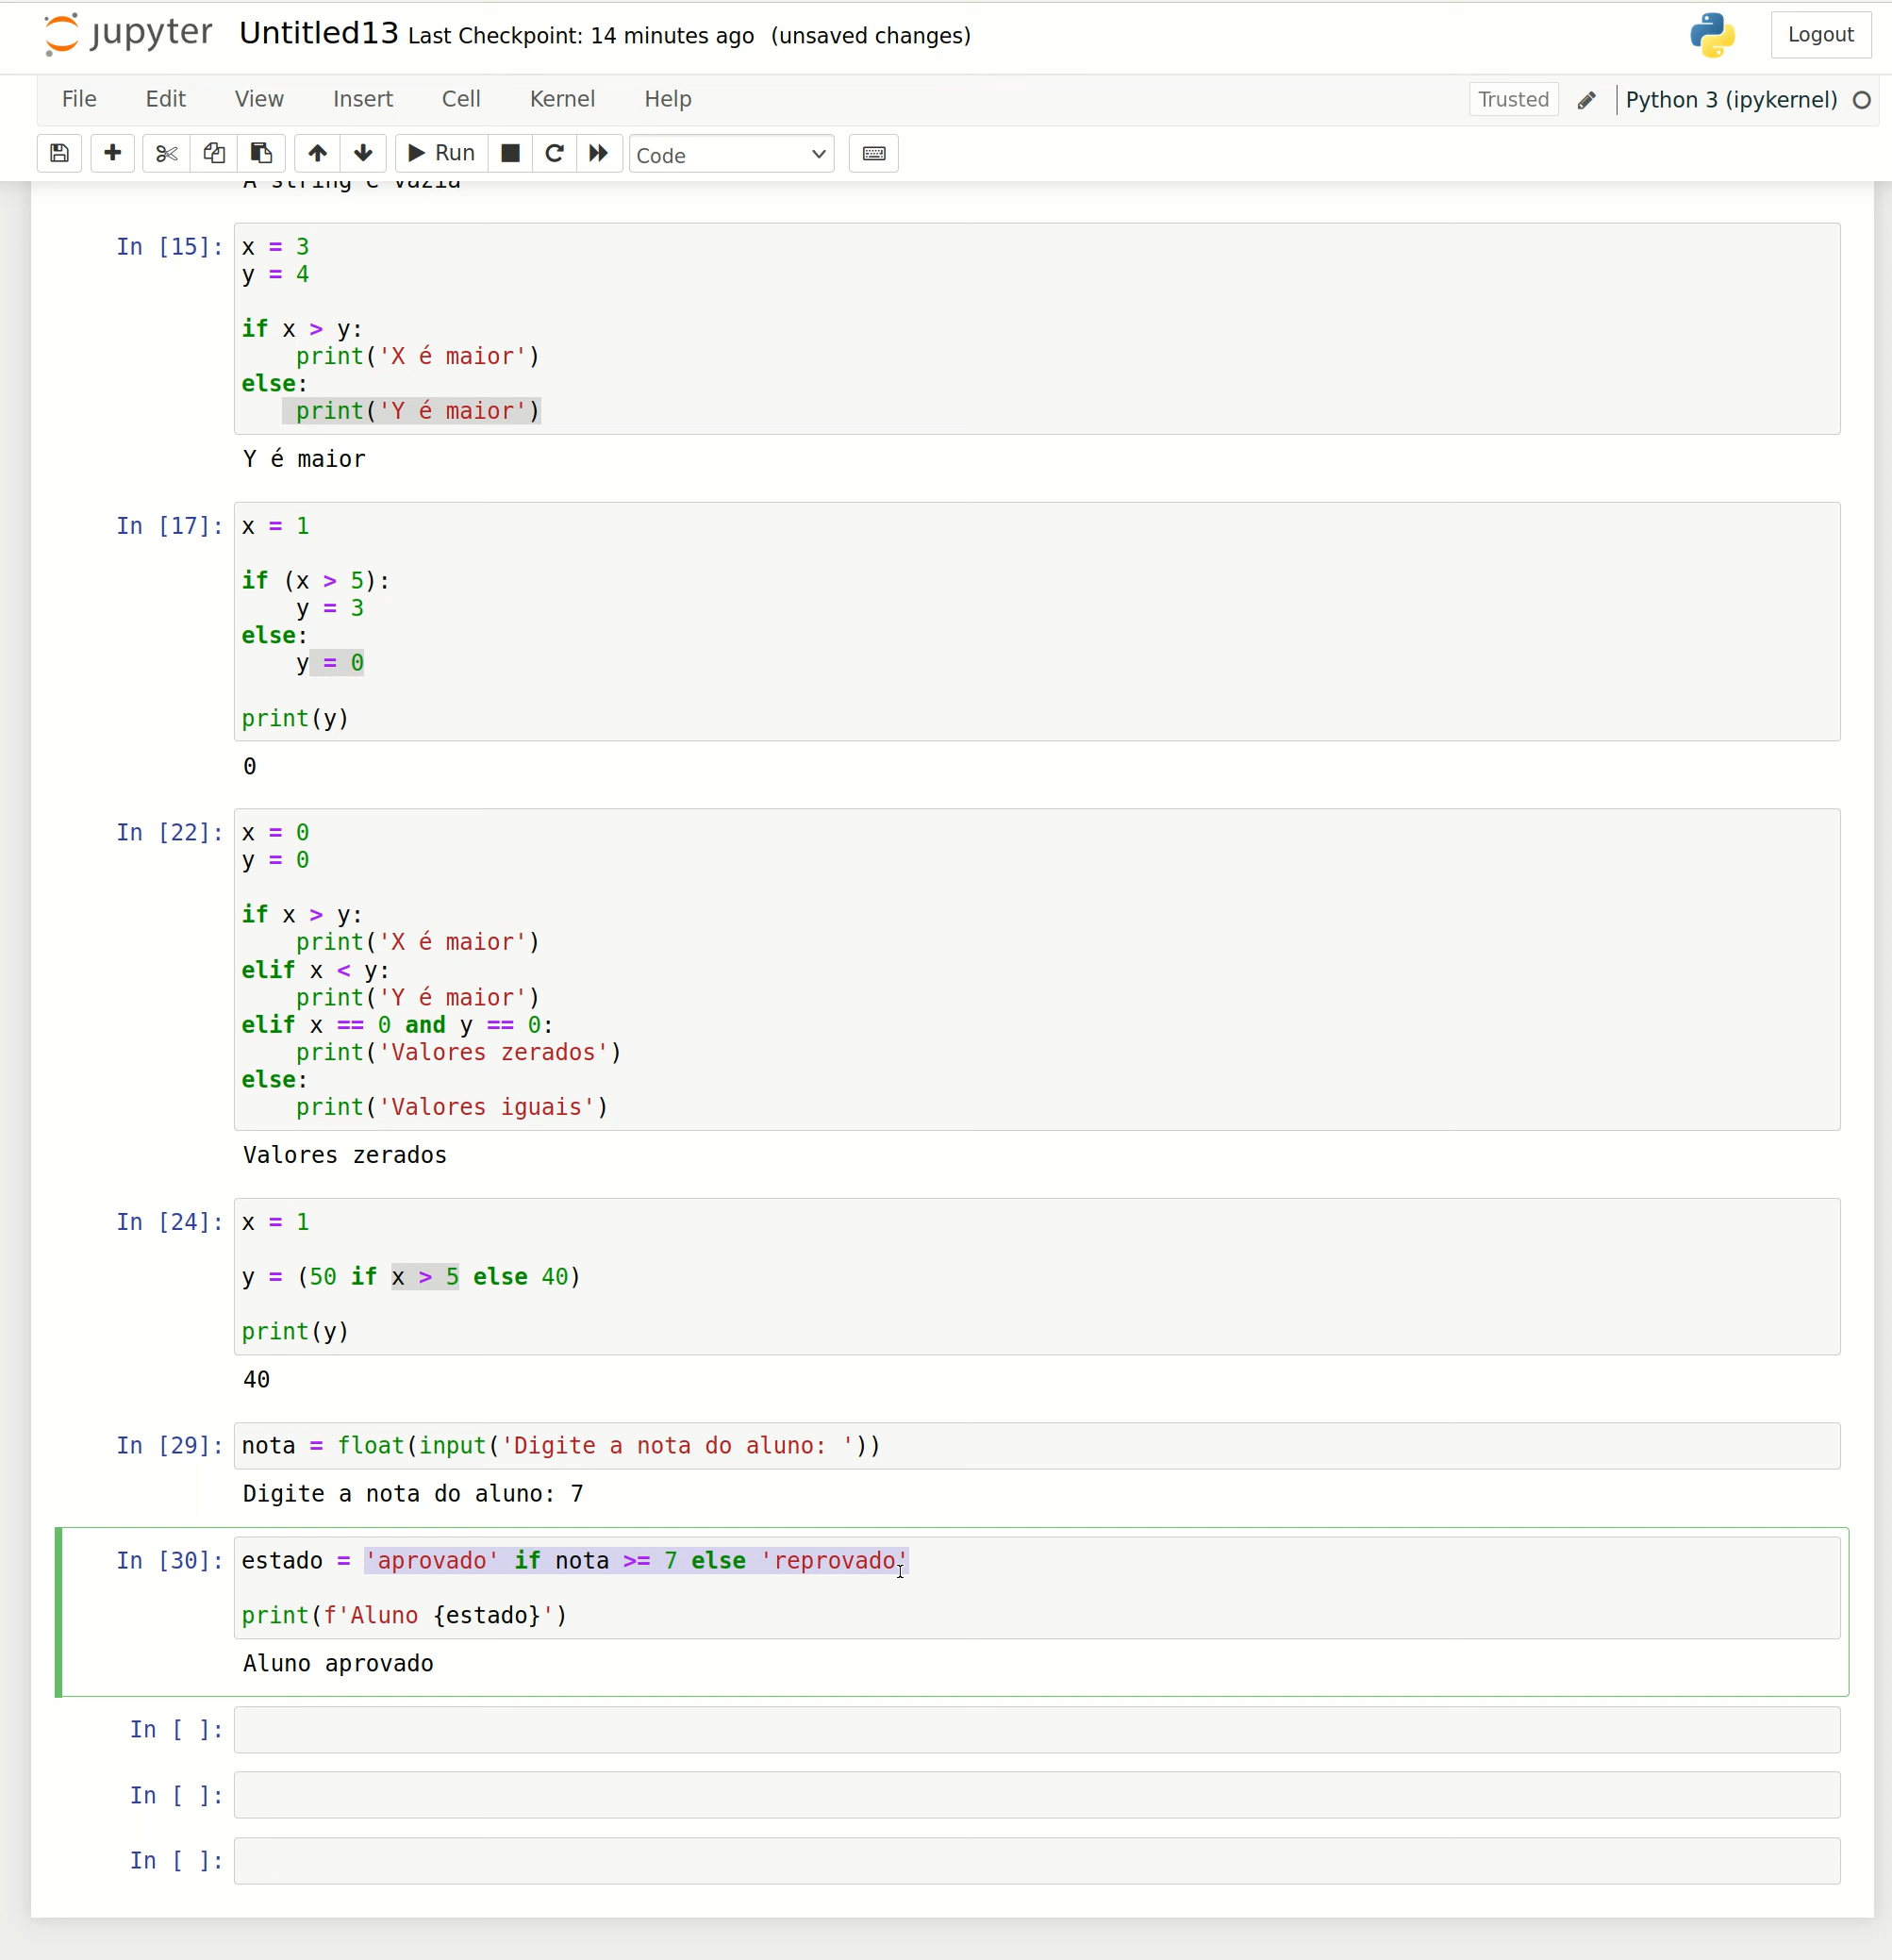 jupyter Untitled13 Last Checkpoint: 14 minutes ago (unsaved changes) Logout
File Edit View Insert Cell Kernel Help Trusted Python 3 (ipykernel)
Run Code
A string é vazia
In [15]: x = 3
y = 4
if x > y:
print('X é maior')
else:
print('Y é maior')
Y é maior
In [17]: x = 1
if (x > 5):
y = 3
else:
y = 0
print(y)
0
In [22]: x = 0
y = 0
if x > y:
print('X é maior')
elif x < y:
print('Y é maior')
elif x == 0 and y == 0:
print('Valores zerados')
else:
print('Valores iguais')
Valores zerados
In [24]: x = 1
y = (50 if x > 5 else 40)
print(y)
40
In [29]: nota = float(input('Digite a nota do aluno: '))
Digite a nota do aluno: 7
In [30]: estado = 'aprovado' if nota >= 7 else 'reprovado'
print(f'Aluno {estado}')
Aluno aprovado
In [ ]:
In [ ]:
In [ ]: